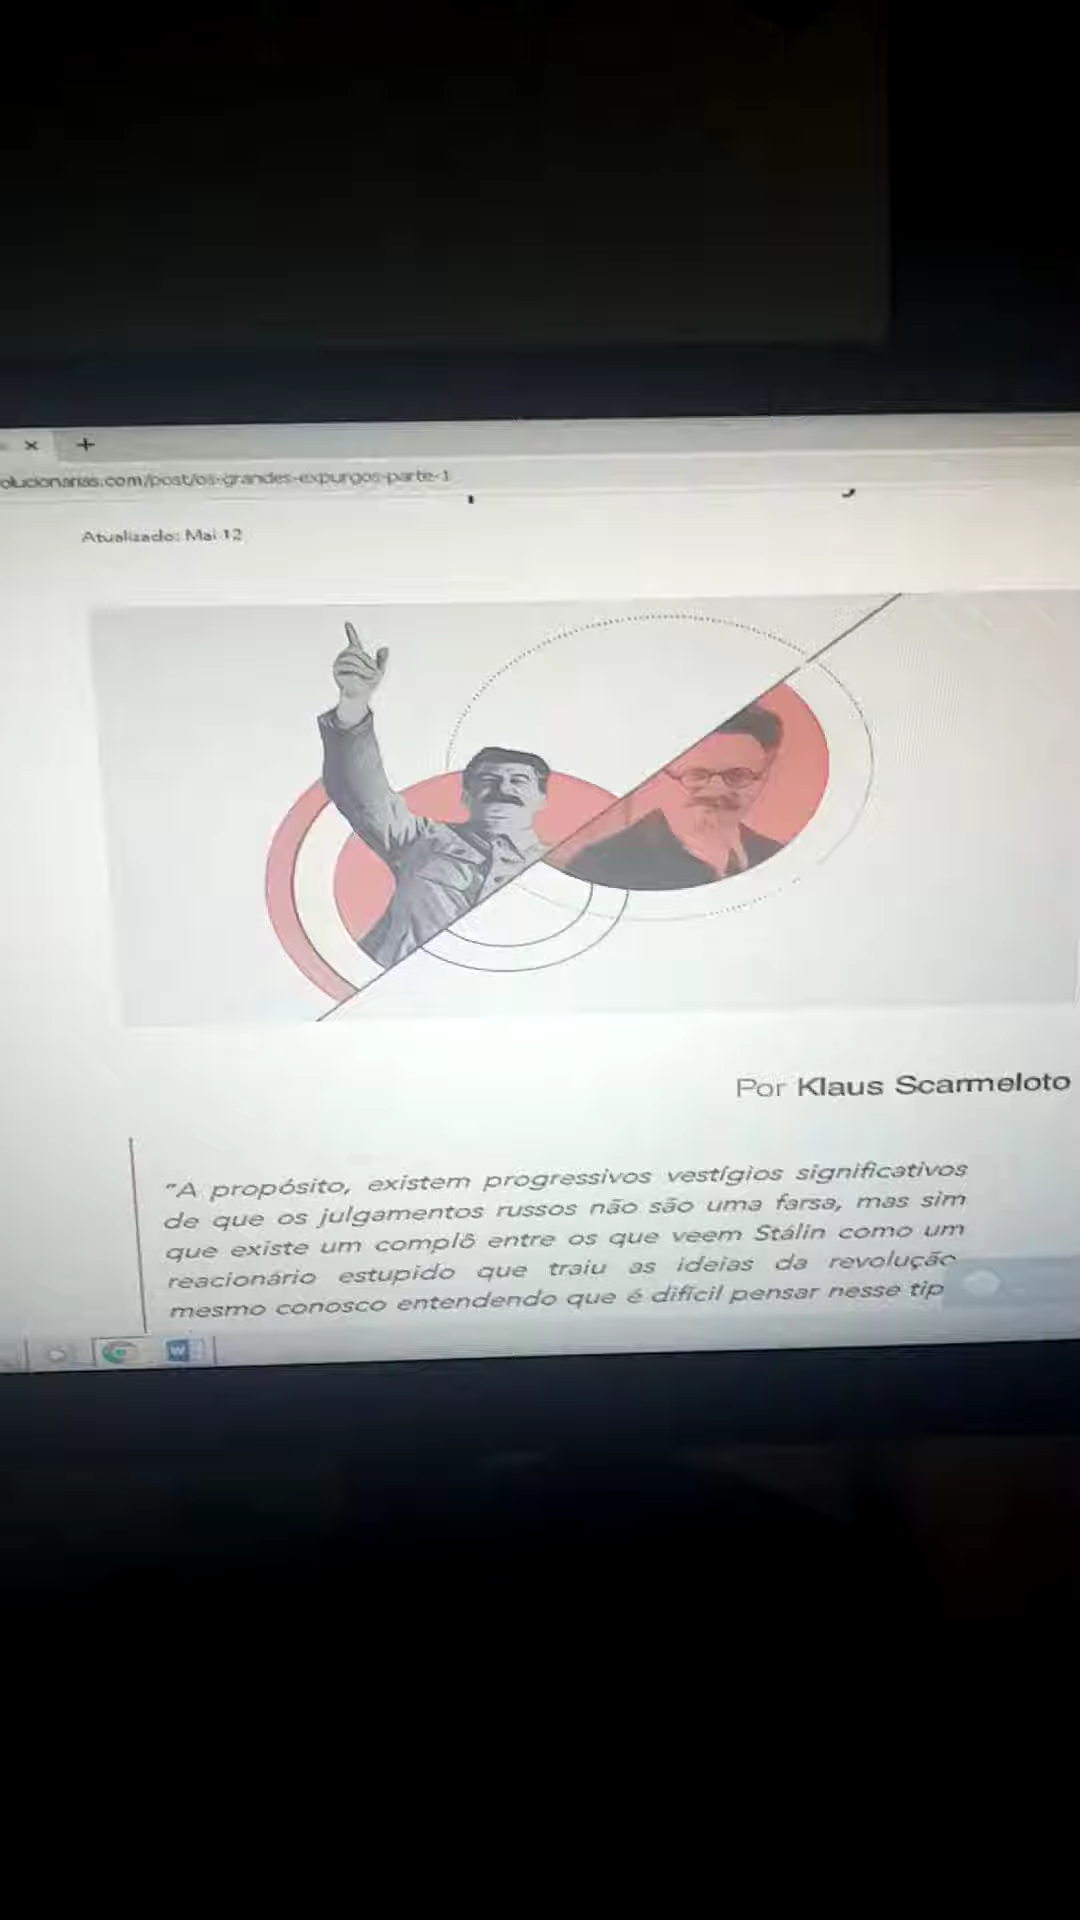 olucionarias.com/post/os-grandes-expurgos-parte-1
Atualizado: Mai 12
Por Klaus Scarmeloto
"A propósito, existem progressivos vestígios significativos
de que os julgamentos russos não são uma farsa, mas sim
que existe um complô entre os que veem Stálin como um
reacionário estupido que traiu as ideias da revolução
mesmo conosco entendendo que é difícil pensar nesse tip